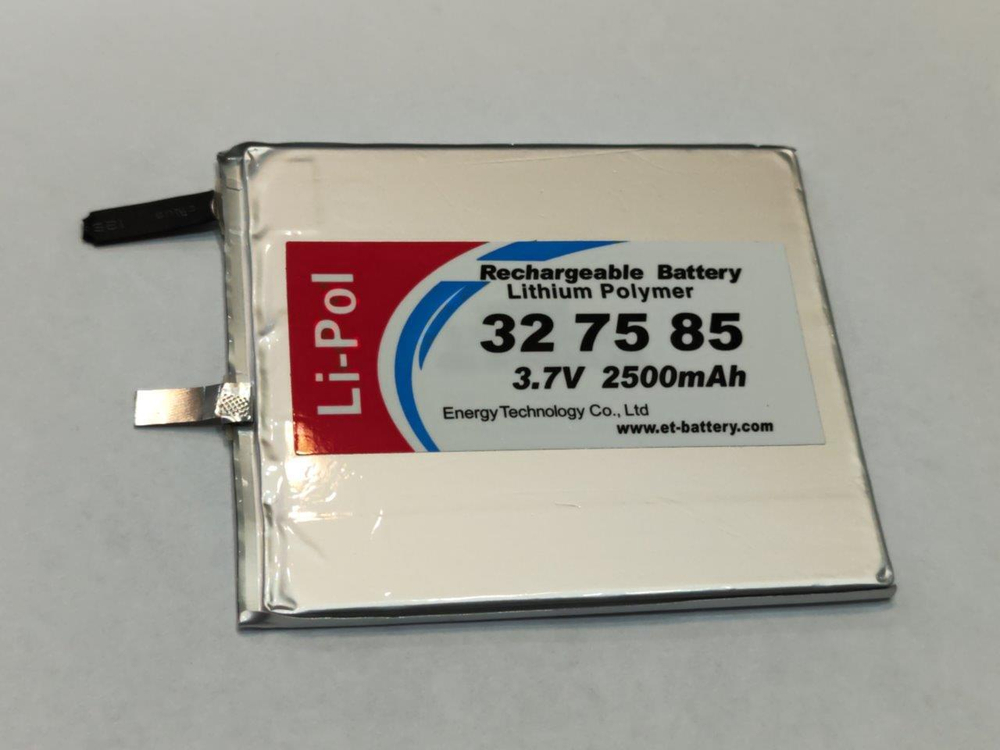 Li-Pol
Rechargeable Battery
Lithium Polymer
32 75 85
3.7V 2500mAh
Energy Technology Co., Ltd
www.et-battery.com